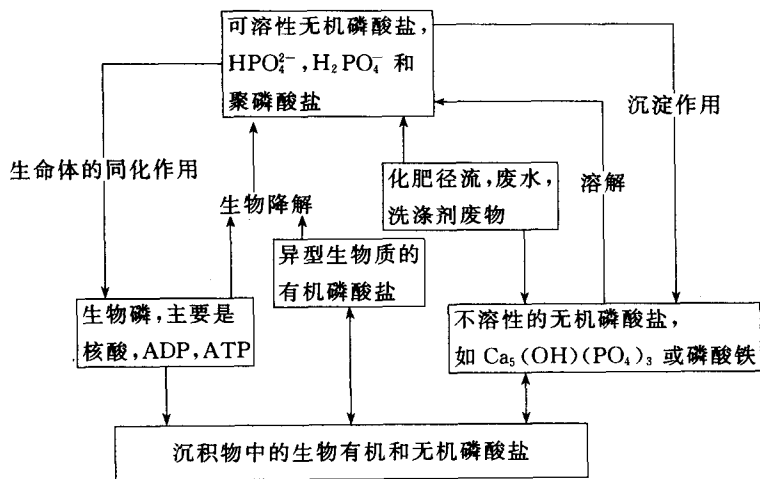 可溶性无机磷酸盐，
HPO₄²⁻，H₂PO₄⁻ 和
聚磷酸盐
沉淀作用
生命体的同化作用
化肥径流，废水，
洗涤剂废物
溶解
生物降解
异型生物质的
有机磷酸盐
生物磷，主要是
核酸，ADP，ATP
不溶性的无机磷酸盐，
如 Ca₅(OH)(PO₄)₃ 或磷酸铁
沉积物中的生物有机和无机磷酸盐